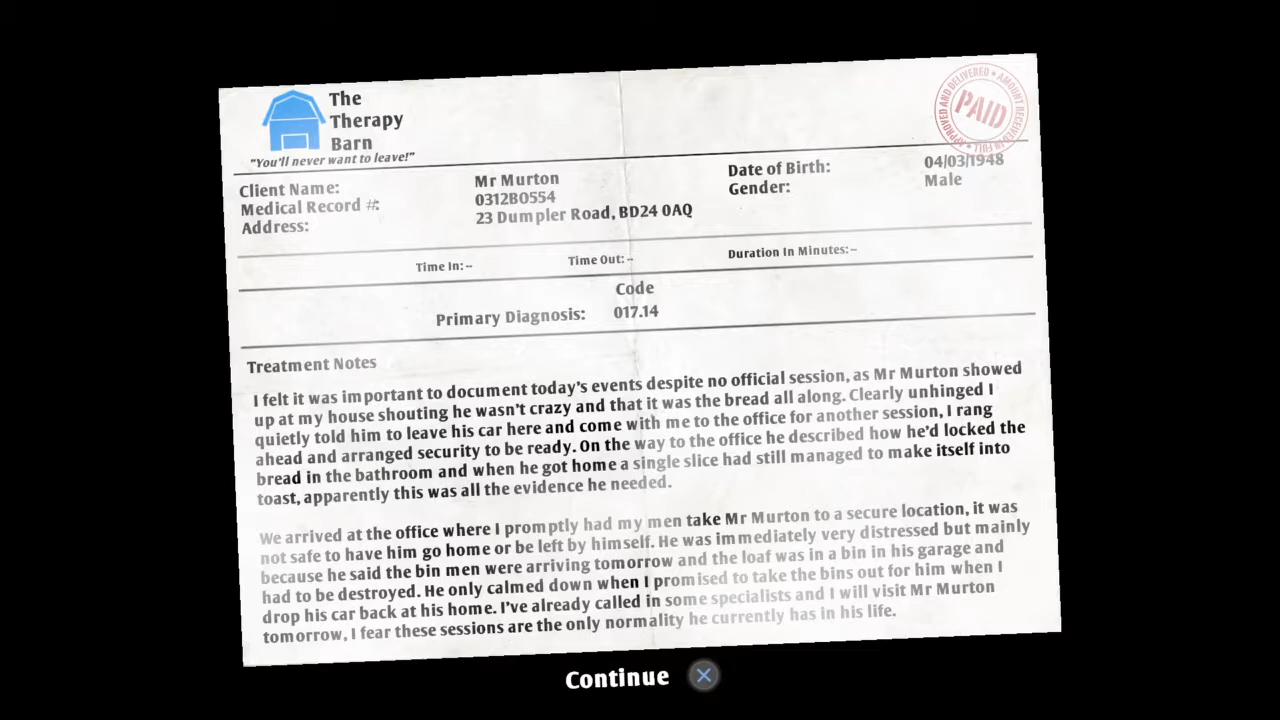 The
Therapy
Barn
"You'll never want to leave!"
APPROVED AND DELIVERED * AMOUNT RECEIVED IN FULL *
PAID
Client Name: Mr Murton
Medical Record #: 0312B0554
Address: 23 Dumpler Road, BD24 0AQ
Date of Birth: 04/03/1948
Gender: Male
Time In: -- Time Out: -- Duration In Minutes: --
Code
Primary Diagnosis: 017.14
Treatment Notes
I felt it was important to document today's events despite no official session, as Mr Murton showed
up at my house shouting he wasn't crazy and that it was the bread all along. Clearly unhinged I
quietly told him to leave his car here and come with me to the office for another session, I rang
ahead and arranged security to be ready. On the way to the office he described how he'd locked the
bread in the bathroom and when he got home a single slice had still managed to make itself into
toast, apparently this was all the evidence he needed.
We arrived at the office where I promptly had my men take Mr Murton to a secure location, it was
not safe to have him go home or be left by himself. He was immediately very distressed but mainly
because he said the bin men were arriving tomorrow and the loaf was in a bin in his garage and
had to be destroyed. He only calmed down when I promised to take the bins out for him when I
drop his car back at his home. I've already called in some specialists and I will visit Mr Murton
tomorrow, I fear these sessions are the only normality he currently has in his life.
Continue